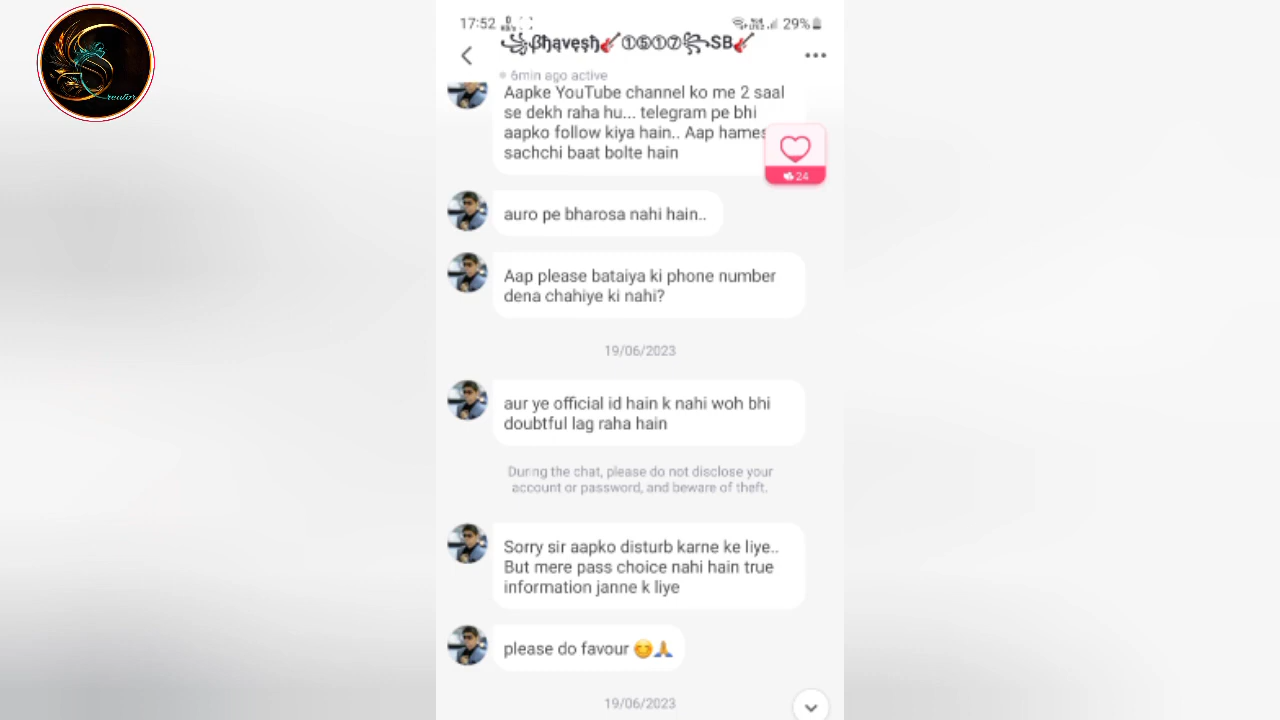 17:52
29%
꧁βђąvęşђ🎸①⑤①⑦꧂SB🎸
6min ago active
Aapke YouTube channel ko me 2 saal
se dekh raha hu... telegram pe bhi
aapko follow kiya hain.. Aap hames
sachchi baat bolte hain
24
auro pe bharosa nahi hain..
Aap please bataiya ki phone number
dena chahiye ki nahi?
19/06/2023
aur ye official id hain k nahi woh bhi
doubtful lag raha hain
During the chat, please do not disclose your
account or password, and beware of theft.
Sorry sir aapko disturb karne ke liye..
But mere pass choice nahi hain true
information janne k liye
please do favour 😊🙏
19/06/2023